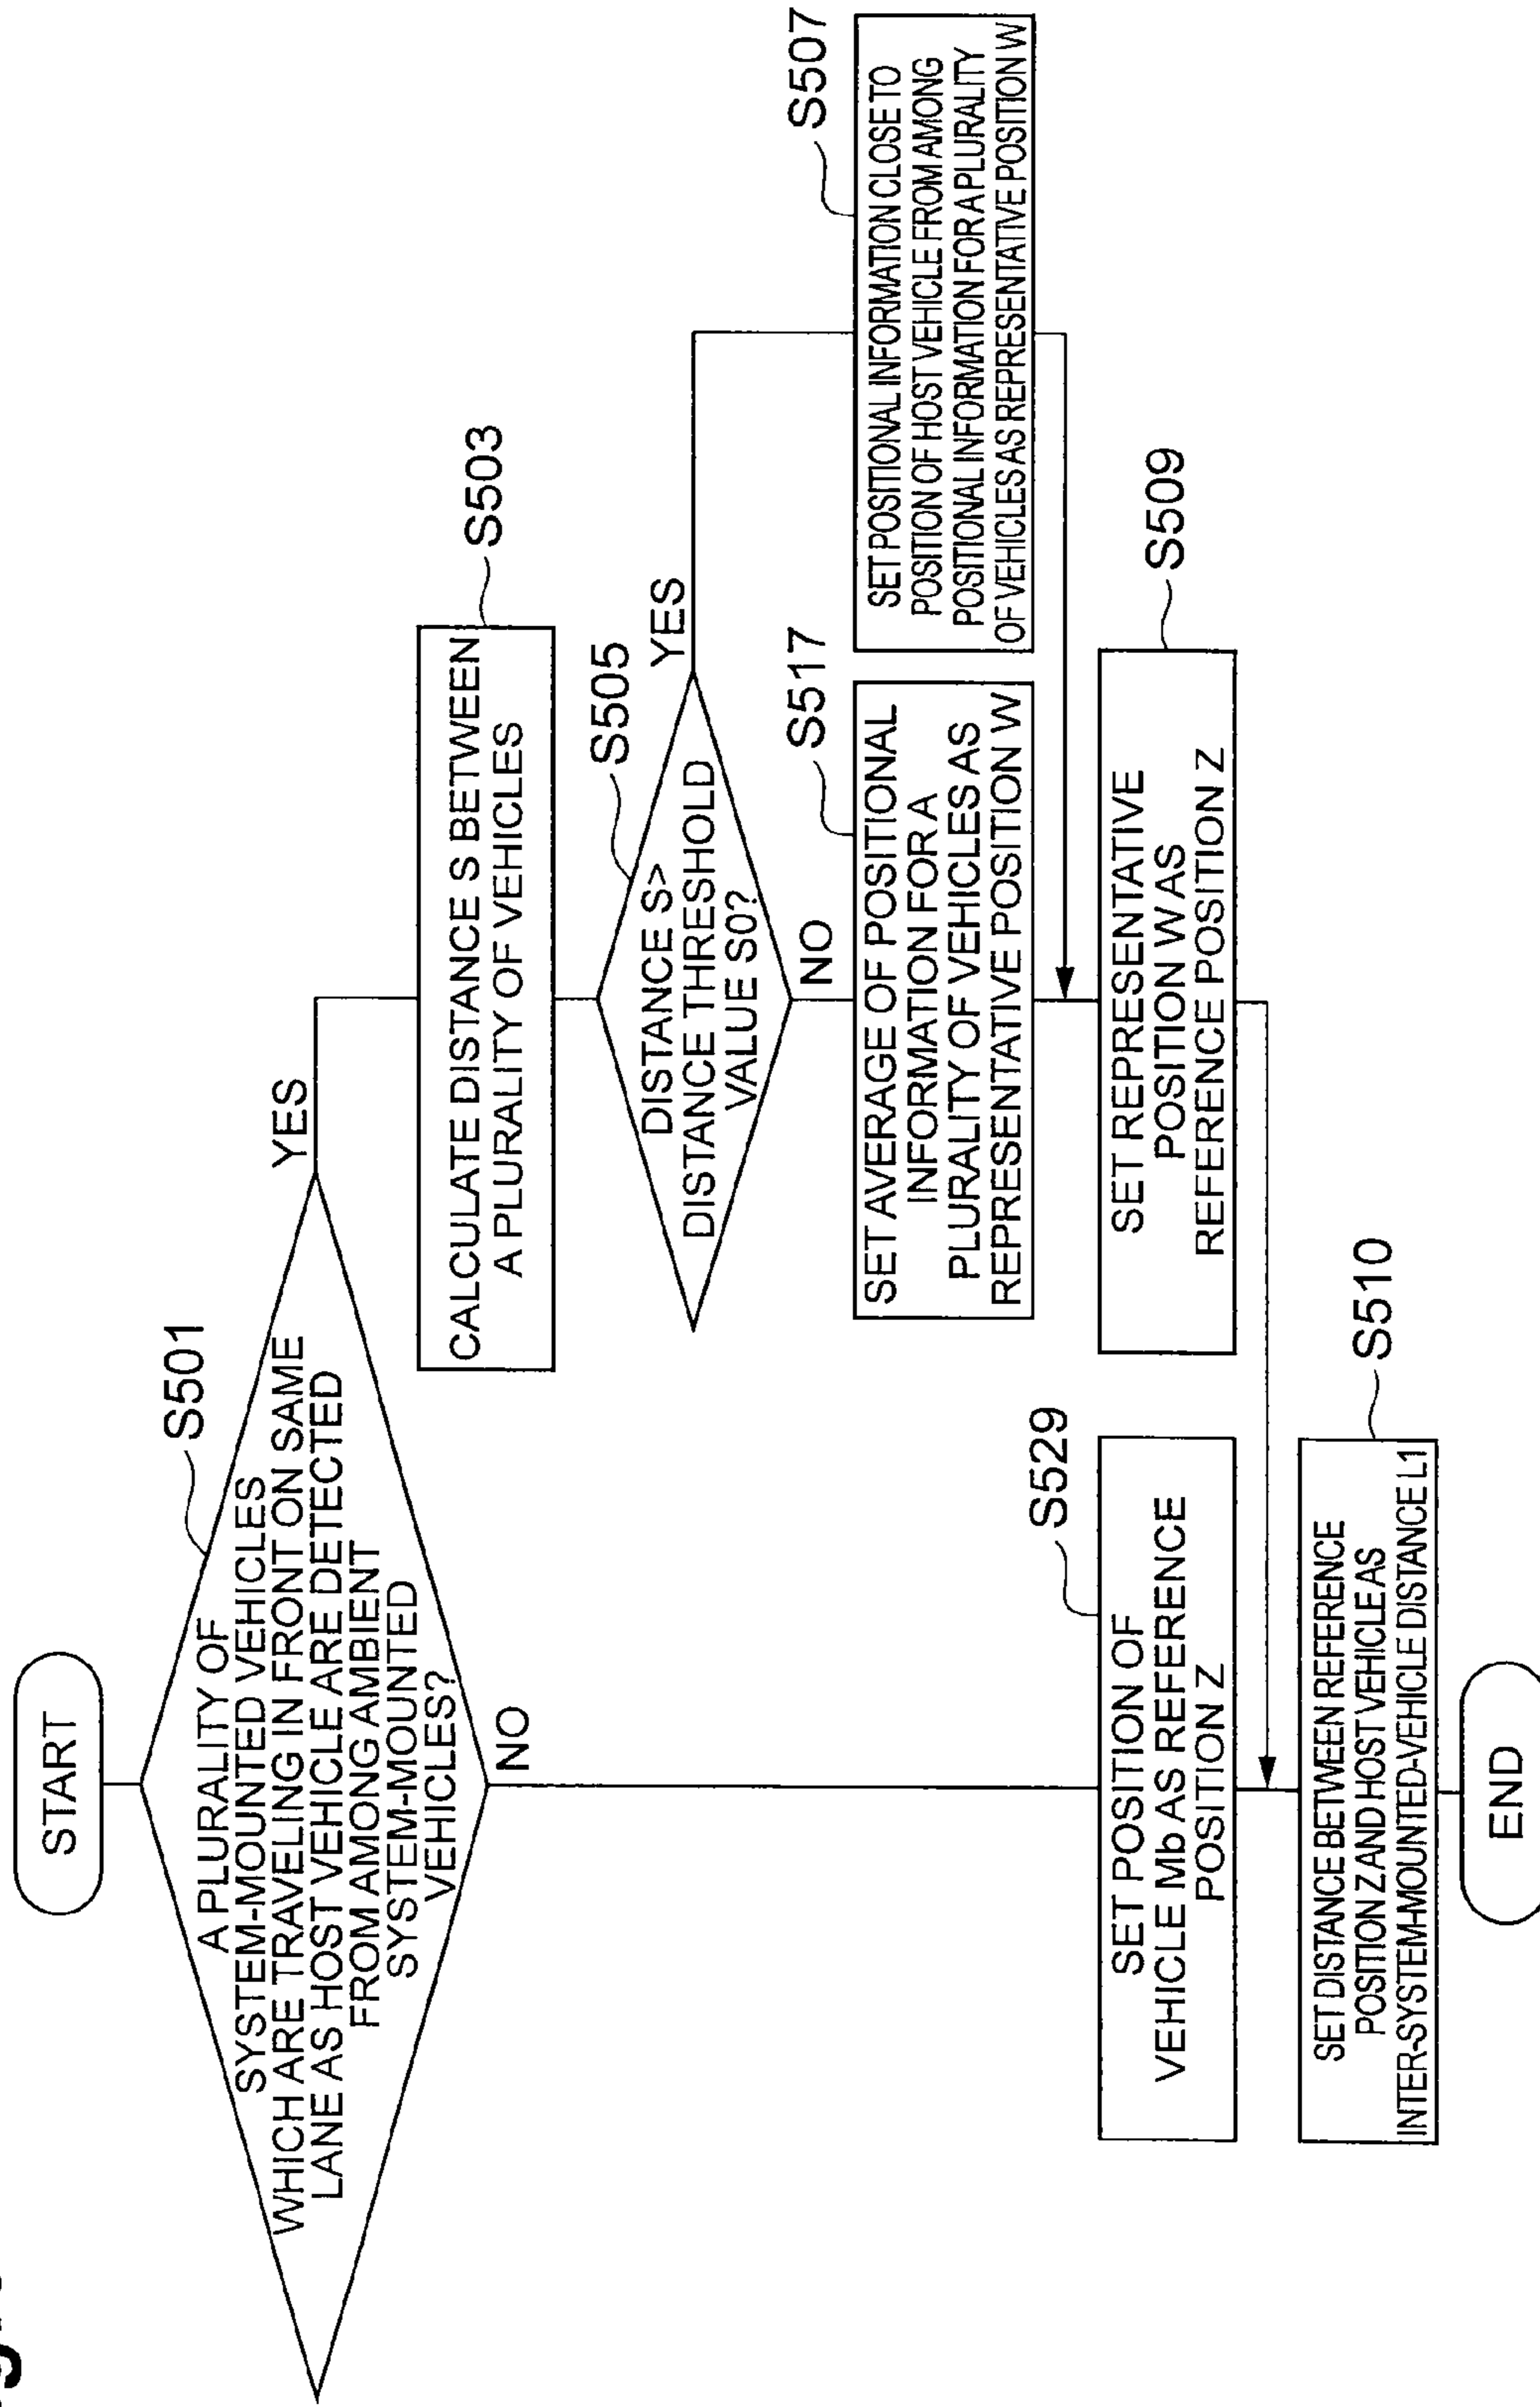 START
S501
A PLURALITY OF
SYSTEM-MOUNTED VEHICLES
WHICH ARE TRAVELING IN FRONT ON SAME
LANE AS HOST VEHICLE ARE DETECTED
FROM AMONG AMBIENT
SYSTEM-MOUNTED
VEHICLES?
YES
NO
S503
CALCULATE DISTANCE S BETWEEN
A PLURALITY OF VEHICLES
S505
DISTANCE S>
DISTANCE THRESHOLD
VALUE S0?
YES
NO
S517
SET AVERAGE OF POSITIONAL
INFORMATION FOR A
PLURALITY OF VEHICLES AS
REPRESENTATIVE POSITION W
S507
SET POSITIONAL INFORMATION CLOSE TO
POSITION OF HOST VEHICLE FROM AMONG
POSITIONAL INFORMATION FOR A PLURALITY
OF VEHICLES AS REPRESENTATIVE POSITION W
S529
SET POSITION OF
VEHICLE Mb AS REFERENCE
POSITION Z
S509
SET REPRESENTATIVE
POSITION W AS
REFERENCE POSITION Z
S510
SET DISTANCE BETWEEN REFERENCE
POSITION Z AND HOST VEHICLE AS
INTER-SYSTEM-MOUNTED-VEHICLE DISTANCE L1
END